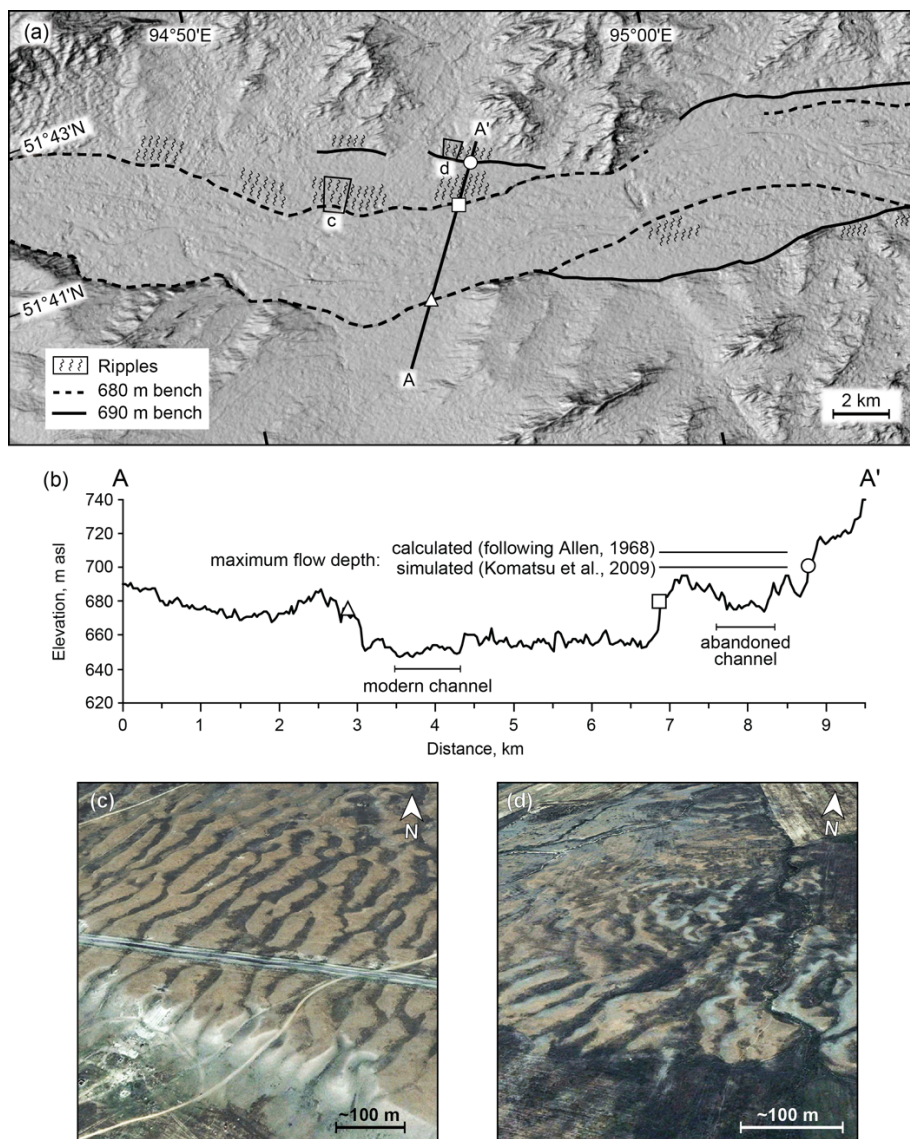 (a)
94°50'E
95°00'E
51°43'N
51°41'N
A'
d
c
A
Ripples
680 m bench
690 m bench
2 km
(b)
A
A'
Elevation, m asl
740
720
700
680
660
640
620
maximum flow depth:
calculated (following Allen, 1968)
simulated (Komatsu et al., 2009)
modern channel
abandoned
channel
0
1
2
3
4
5
6
7
8
9
Distance, km
(c)
N
~100 m
(d)
N
~100 m